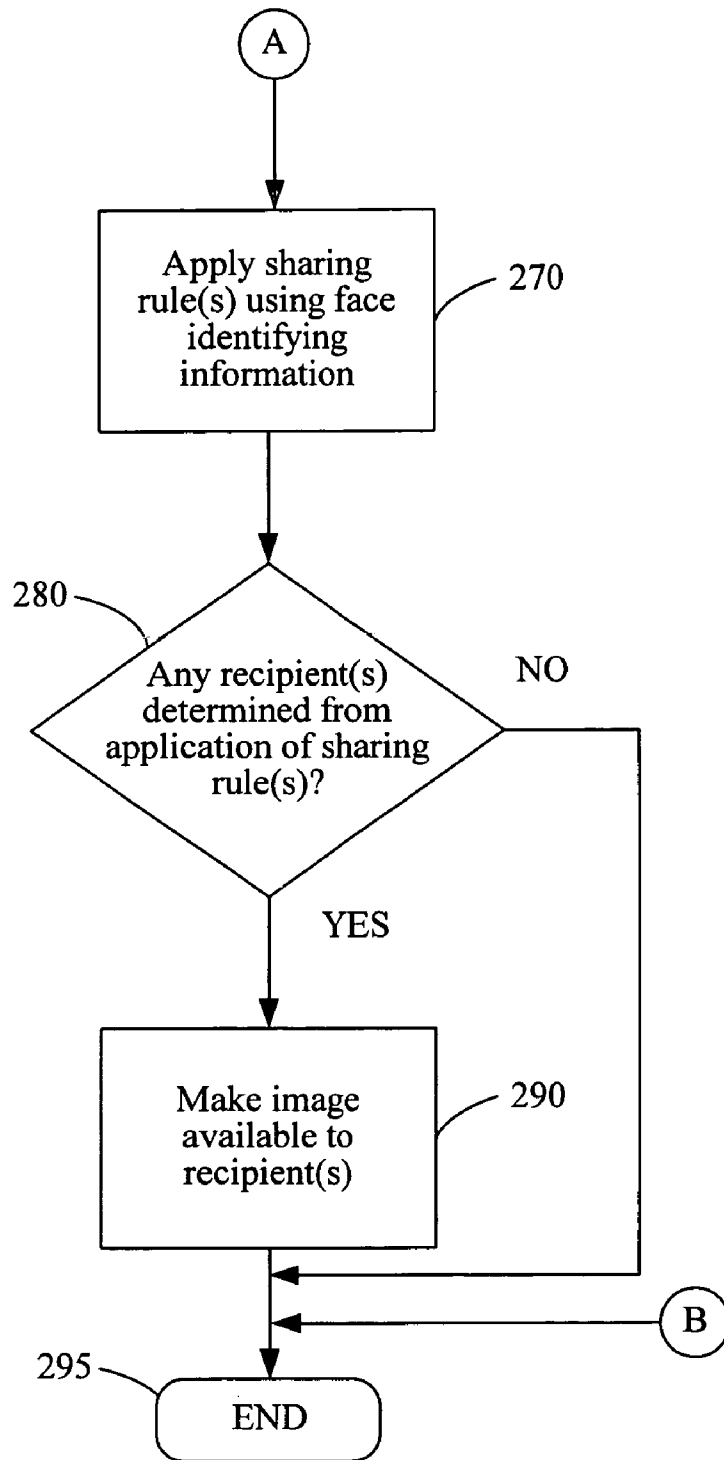 A
Apply sharing
rule(s) using face
identifying
information
270
280
Any recipient(s)
determined from
application of sharing
rule(s)?
NO
YES
Make image
available to
recipient(s)
290
B
295
END